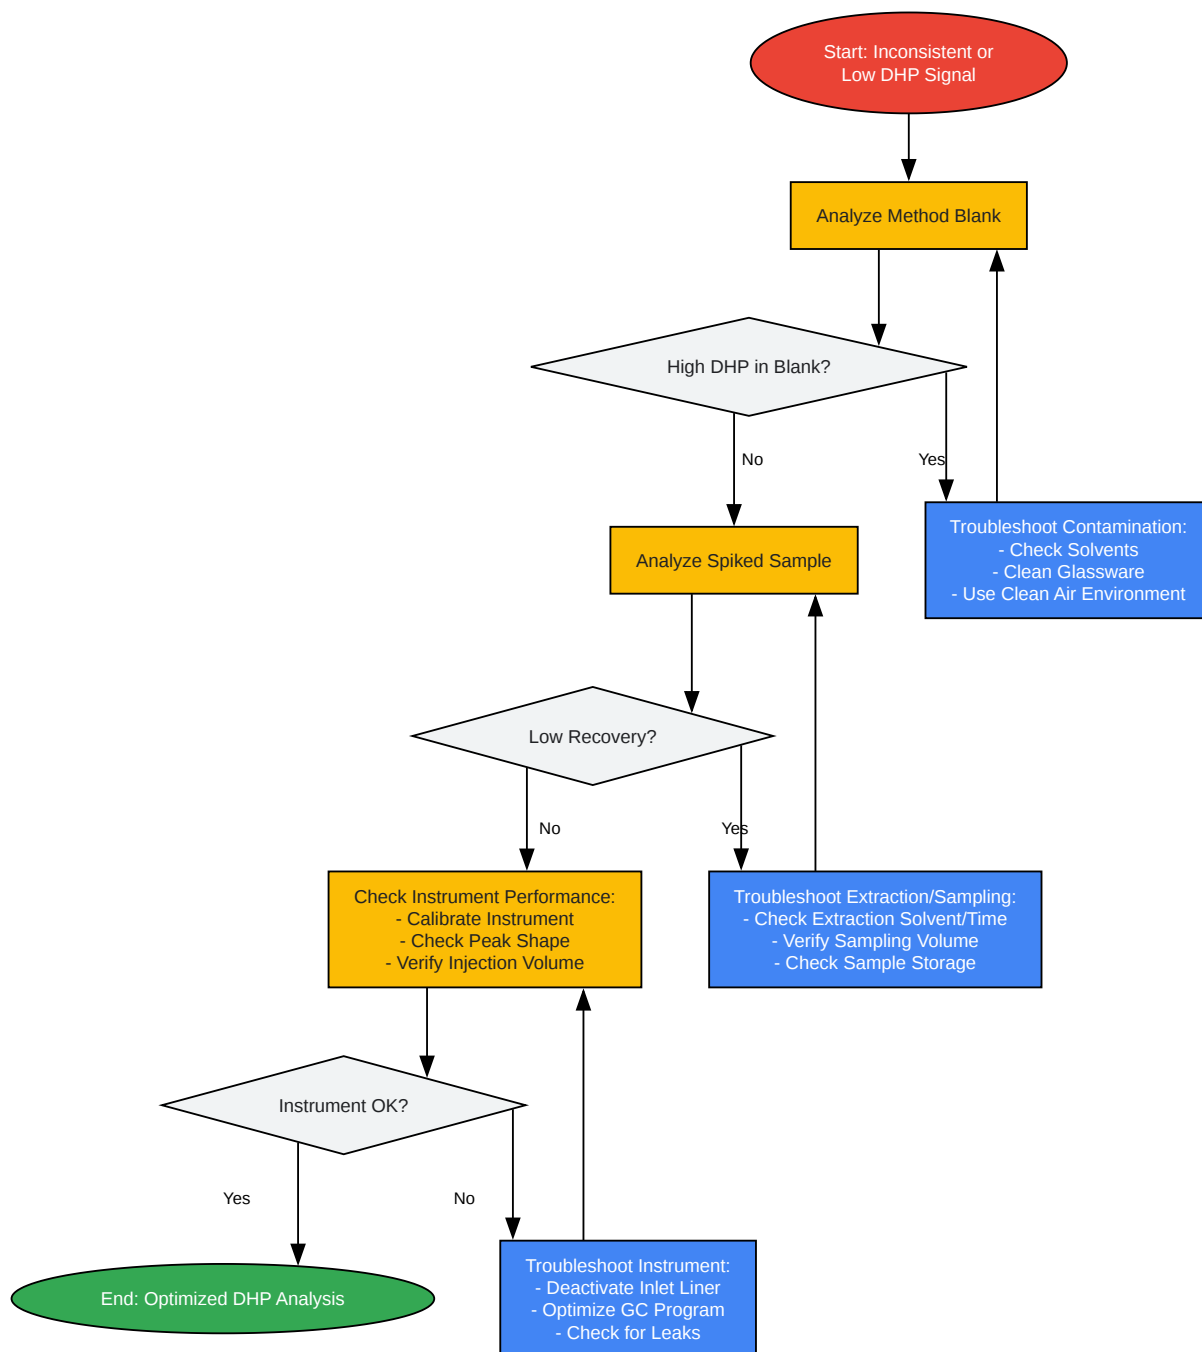 Start: Inconsistent or
Low DHP Signal
Analyze Method Blank
High DHP in Blank?
No
Yes
Troubleshoot Contamination:
- Check Solvents
- Clean Glassware
- Use Clean Air Environment
Analyze Spiked Sample
Low Recovery?
No
Yes
Check Instrument Performance:
- Calibrate Instrument
- Check Peak Shape
- Verify Injection Volume
Troubleshoot Extraction/Sampling:
- Check Extraction Solvent/Time
- Verify Sampling Volume
- Check Sample Storage
Instrument OK?
Yes
No
End: Optimized DHP Analysis
Troubleshoot Instrument:
- Deactivate Inlet Liner
- Optimize GC Program
- Check for Leaks